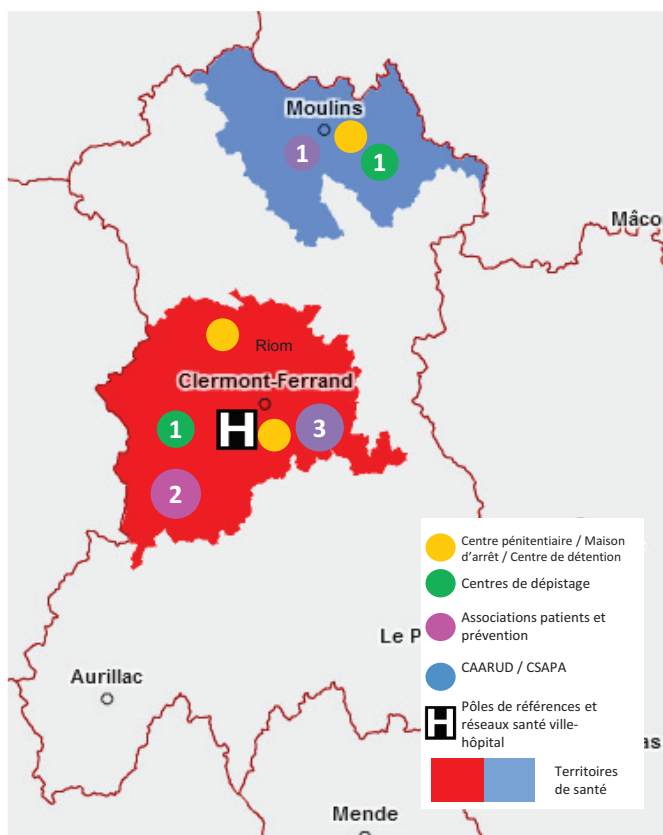 Moulins
1
1
Mâco
Riom
Clermont-Ferrand
1
H
3
2
Centre pénitentiaire / Maison
d'arrêt / Centre de détention
Centres de dépistage
Associations patients et
prévention
Le P
CAARUD / CSAPA
Aurillac
H
Pôles de références et
réseaux santé ville-
hôpital
as
Territoires
de santé
Mende